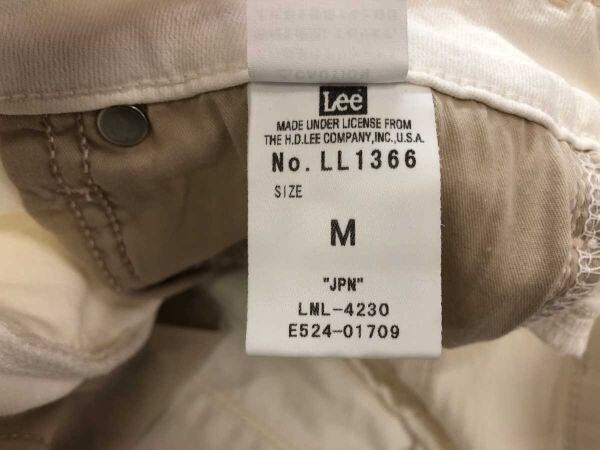 Lee
MADE UNDER LICENSE FROM
THE H.D.LEE COMPANY,INC.,U.S.A.
No. LL1366
SIZE
M
"JPN"
LML-4230
E524-01709